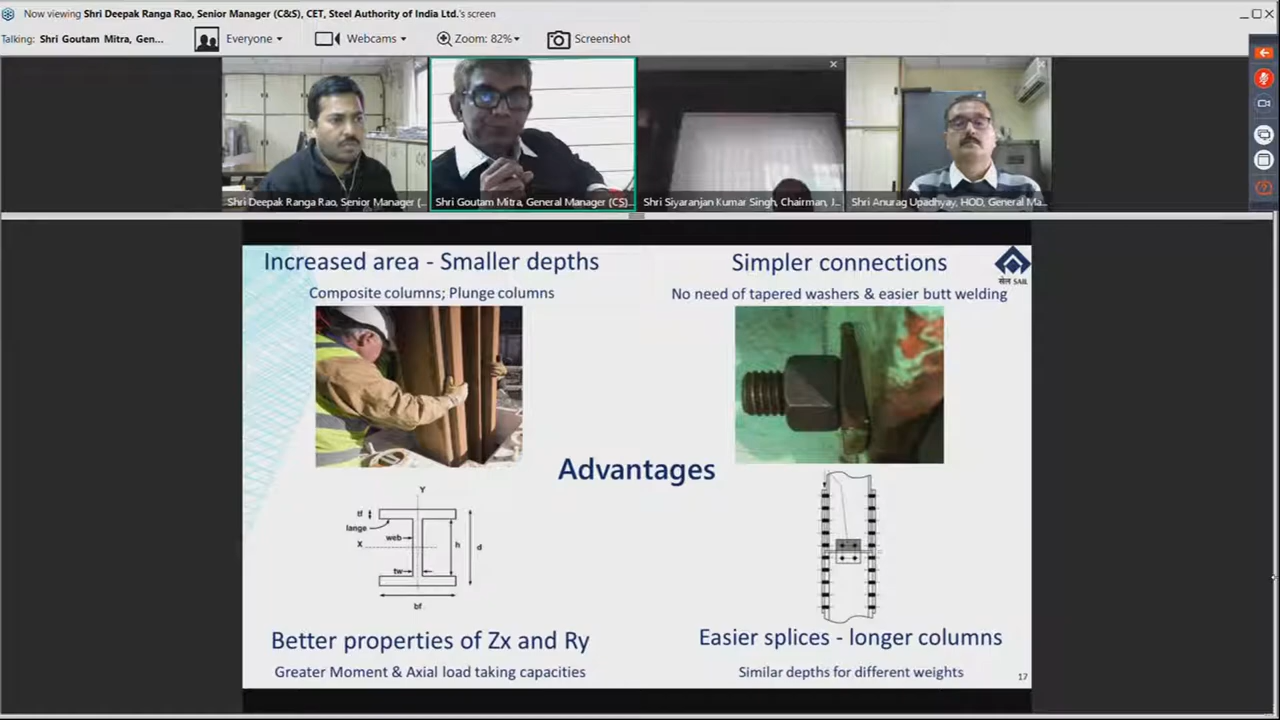 Now viewing Shri Deepak Ranga Rao, Senior Manager (C&S), CET, Steel Authority of India Ltd.'s screen
Talking: Shri Goutam Mitra, Gen...
Everyone
Webcams
Zoom: 82%
Screenshot
Shri Deepak Ranga Rao, Senior Manager (...
Shri Goutam Mitra, General Manager (CS)...
Shri Siyaranjan Kumar Singh, Chairman, J...
Shri Anurag Upadhyay, HOD, General Ma...
Increased area - Smaller depths
Composite columns; Plunge columns
Simpler connections
No need of tapered washers & easier butt welding
सेल SAIL
Advantages
Y
tf
lange
web
X
h
d
tw
bf
Better properties of Zx and Ry
Greater Moment & Axial load taking capacities
Easier splices - longer columns
Similar depths for different weights
17